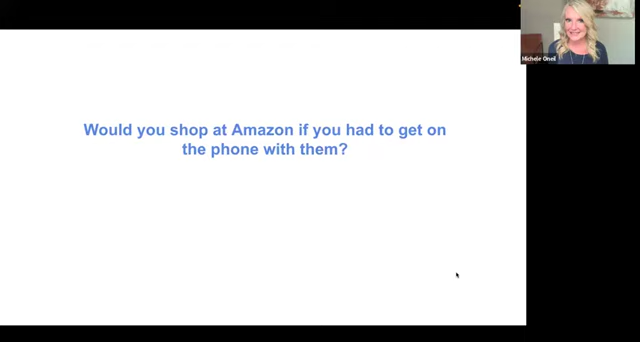 Michele Oneil
Would you shop at Amazon if you had to get on
the phone with them?